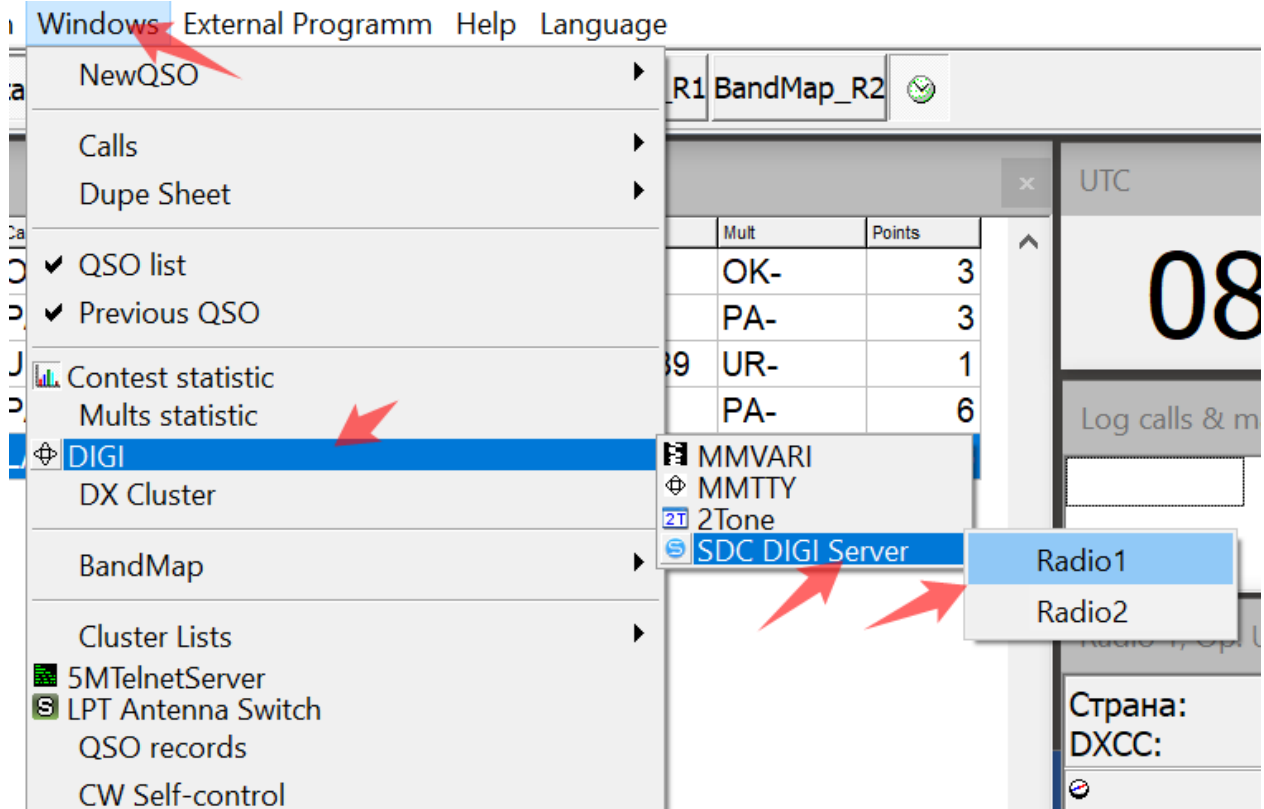 Windows External Programm Help Language
NewQSO
_R1 BandMap_R2
Calls
Dupe Sheet
UTC
Mult Points
QSO list
OK- 3
08
Previous QSO
PA- 3
39 UR- 1
Contest statistic
Mults statistic
PA- 6
Log calls & m
DIGI
MMVARI
DX Cluster
MMTTY
2T 2Tone
SDC DIGI Server
BandMap
Radio1
Radio2
Cluster Lists
5MTelnetServer
LPT Antenna Switch
Страна:
QSO records
DXCC:
CW Self-control